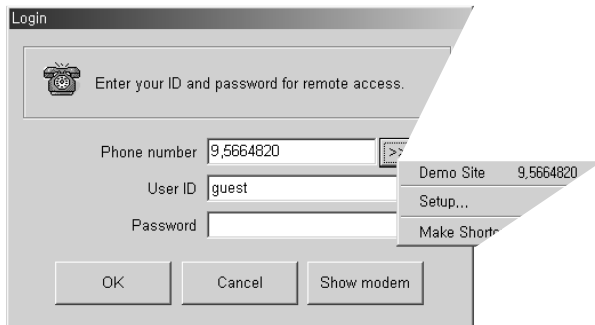 Login
Enter your ID and password for remote access.
Phone number 9,5664820 >>
Demo Site 9,5664820
User ID guest
Setup...
Password
Make
OK Cancel Show modem